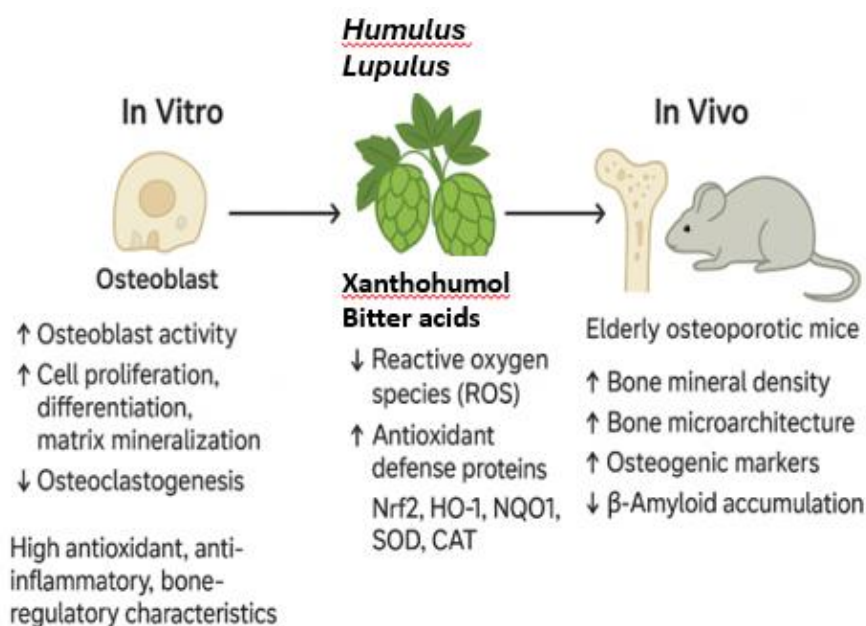 Humulus
Lupulus
In Vitro
Osteoblast
↑ Osteoblast activity
↑ Cell proliferation,
differentiation,
matrix mineralization
↓ Osteoclastogenesis
High antioxidant, anti-
inflammatory, bone-
regulatory characteristics
Xanthohumol
Bitter acids
↓ Reactive oxygen
species (ROS)
↑ Antioxidant
defense proteins
Nrf2, HO-1, NQO1,
SOD, CAT
In Vivo
Elderly osteoporotic mice
↑ Bone mineral density
↑ Bone microarchitecture
↑ Osteogenic markers
↓ β-Amyloid accumulation